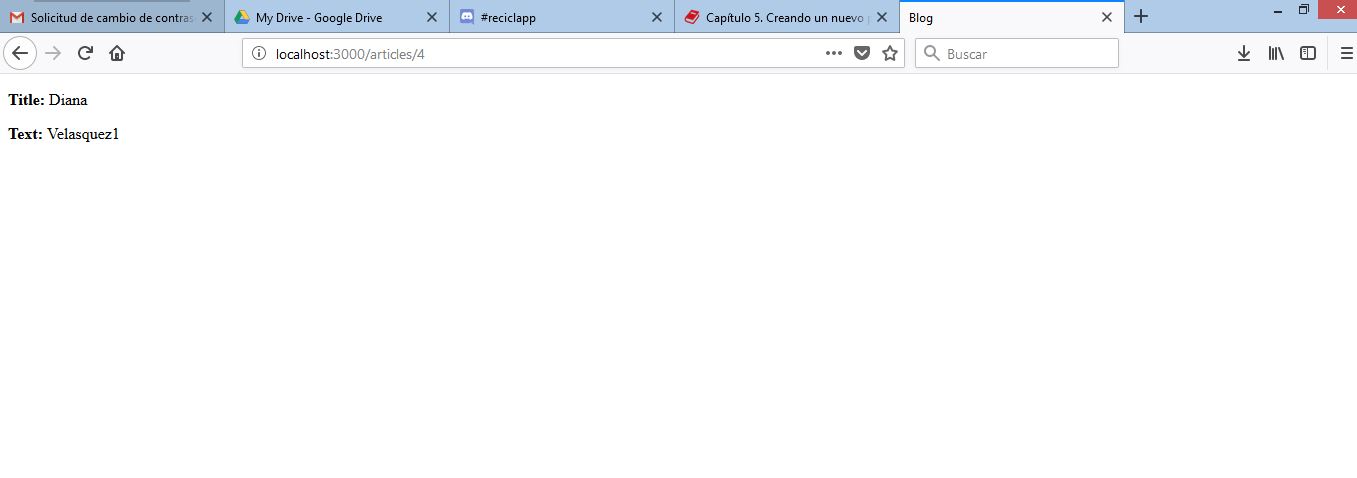 Solicitud de cambio de contras
My Drive - Google Drive
#reciclapp
Capítulo 5. Creando un nuevo
Blog
localhost:3000/articles/4
Buscar
Title: Diana
Text: Velasquez1